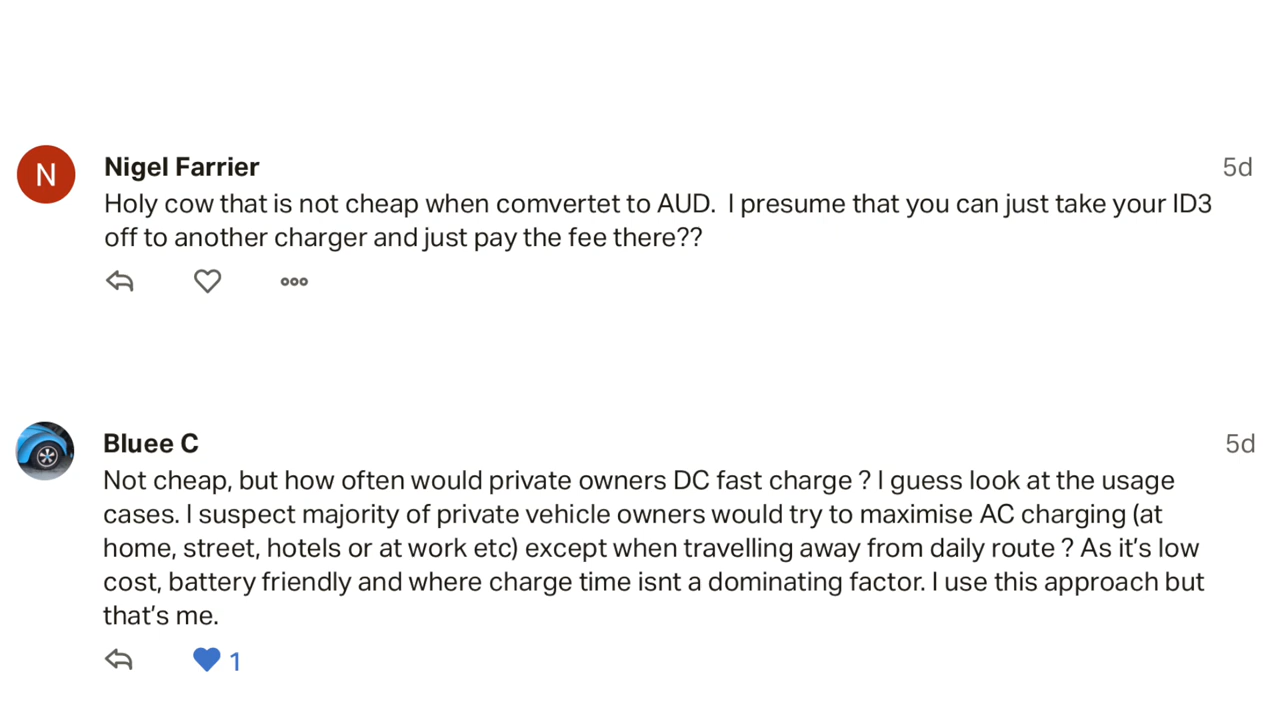 N
Nigel Farrier
5d
Holy cow that is not cheap when comvertet to AUD.  I presume that you can just take your ID3
off to another charger and just pay the fee there??
Bluee C
5d
Not cheap, but how often would private owners DC fast charge ? I guess look at the usage
cases. I suspect majority of private vehicle owners would try to maximise AC charging (at
home, street, hotels or at work etc) except when travelling away from daily route ? As it’s low
cost, battery friendly and where charge time isnt a dominating factor. I use this approach but
that’s me.
1